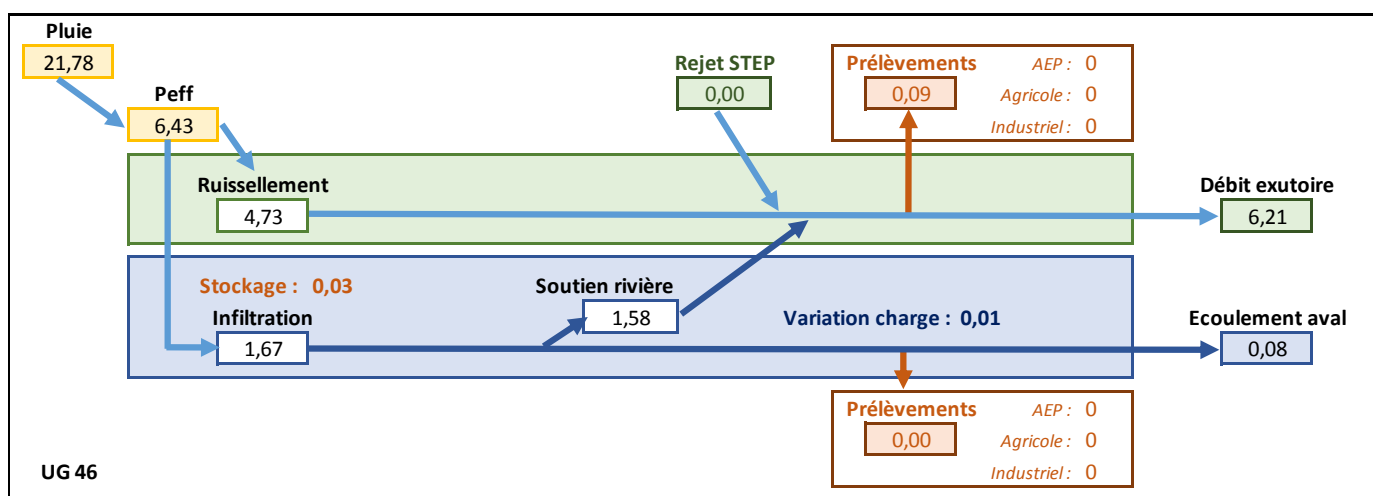 Pluie
21,78
Peff
6,43
Rejet STEP
0,00
Prélèvements
0,09
AEP : 0
Agricole : 0
Industriel : 0
Ruissellement
4,73
Débit exutoire
6,21
Stockage : 0,03
Infiltration
1,67
Soutien rivière
1,58
Variation charge : 0,01
Ecoulement aval
0,08
Prélèvements
0,00
AEP : 0
Agricole : 0
Industriel : 0
UG 46